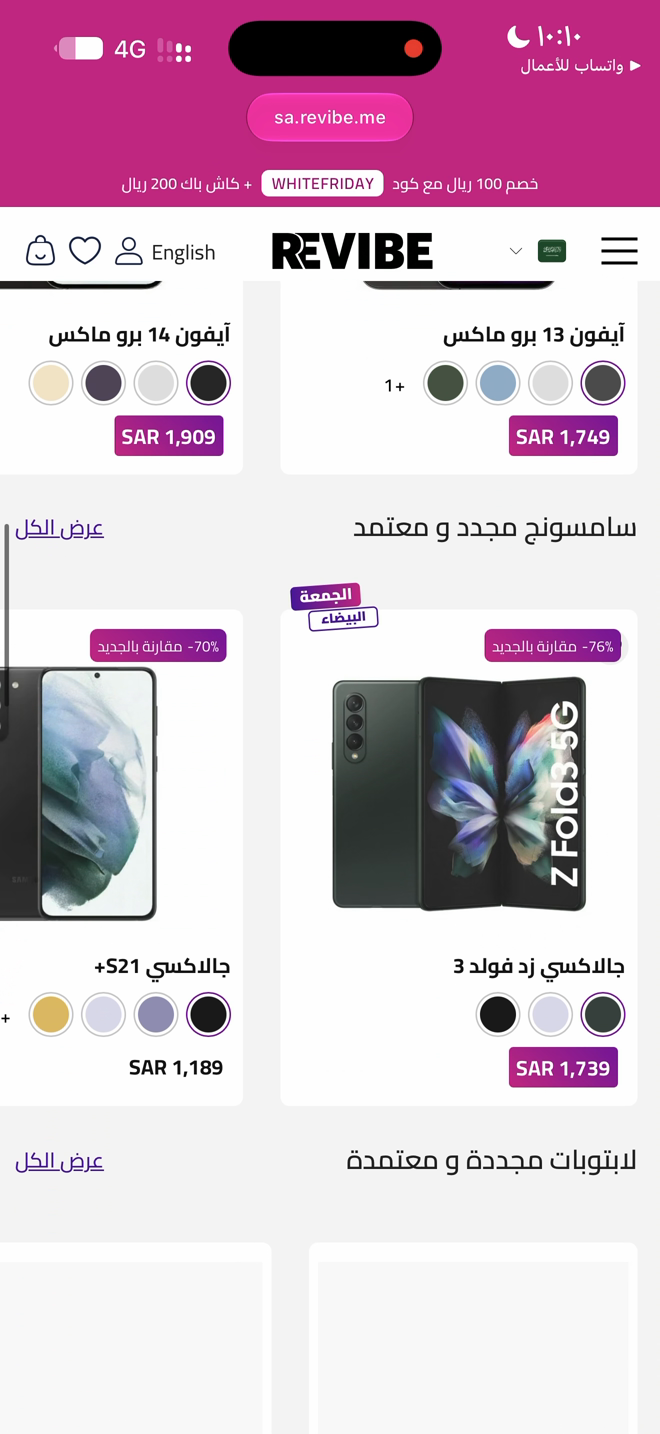 ١٠:١٠
4G
◀ واتساب للأعمال
sa.revibe.me
خصم 100 ريال مع كود WHITEFRIDAY + كاش باك 200 ريال
REVIBE
English
آيفون 13 برو ماكس
+1
SAR 1,749
آيفون 14 برو ماكس
SAR 1,909
سامسونج مجدد و معتمد
عرض الكل
الجمعة
البيضاء
-76% مقارنة بالجديد
Z Fold3 5G
جالاكسي زد فولد 3
SAR 1,739
-70% مقارنة بالجديد
جالاكسي S21+
+
SAR 1,189
لابتوبات مجددة و معتمدة
عرض الكل